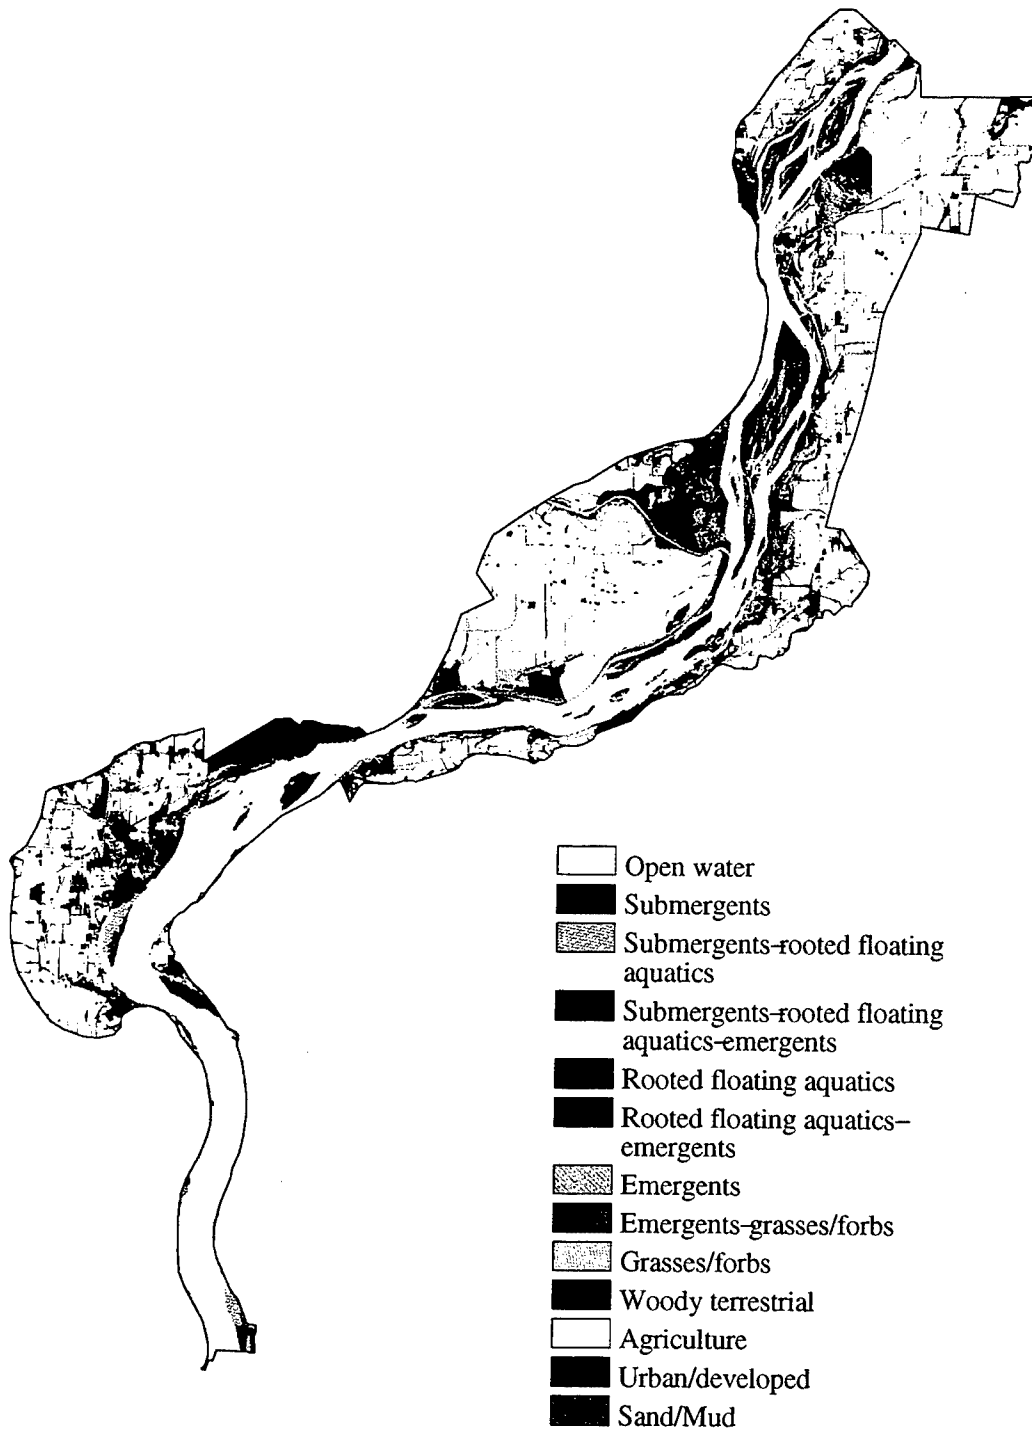 Open water
Submergents
Submergents-rooted floating
aquatics
Submergents-rooted floating
aquatics-emergents
Rooted floating aquatics
Rooted floating aquatics–
emergents
Emergents
Emergents-grasses/forbs
Grasses/forbs
Woody terrestrial
Agriculture
Urban/developed
Sand/Mud